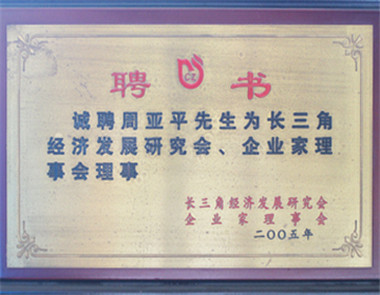 聘书
诚聘周亚平先生为长三角
经济发展研究会、企业家理
事会理事
长三角经济发展研究会
企业家理事会
二OO五年